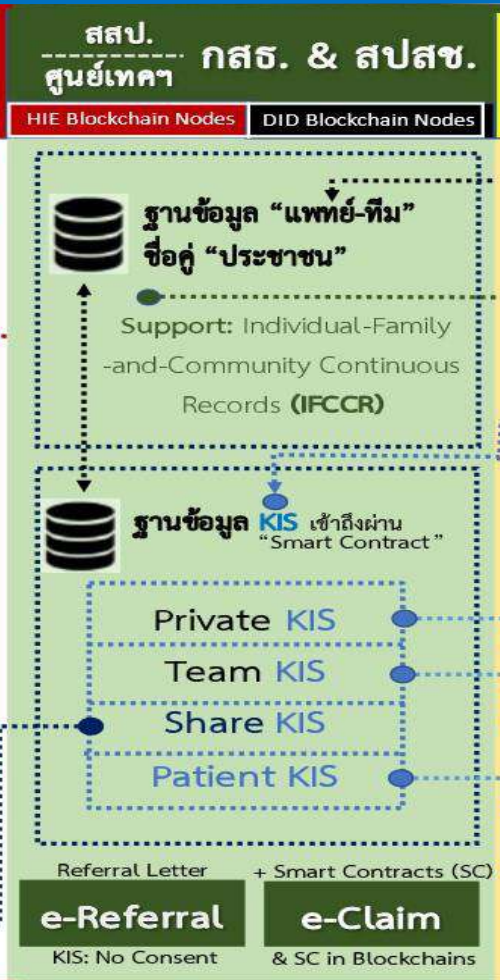 สสป.
ศูนย์เทคฯ
กสธ. & สปสช.
HIE Blockchain Nodes
DID Blockchain Nodes
ฐานข้อมูล “แพทย์-ทีม”
ชื่อคู่ “ประชาชน”
Support: Individual-Family
-and-Community Continuous
Records (IFCCR)
ฐานข้อมูล KIS เข้าถึงผ่าน
“Smart Contract”
Private KIS
Team KIS
Share KIS
Patient KIS
Referral Letter
e-Referral
KIS: No Consent
+ Smart Contracts (SC)
e-Claim
& SC in Blockchains